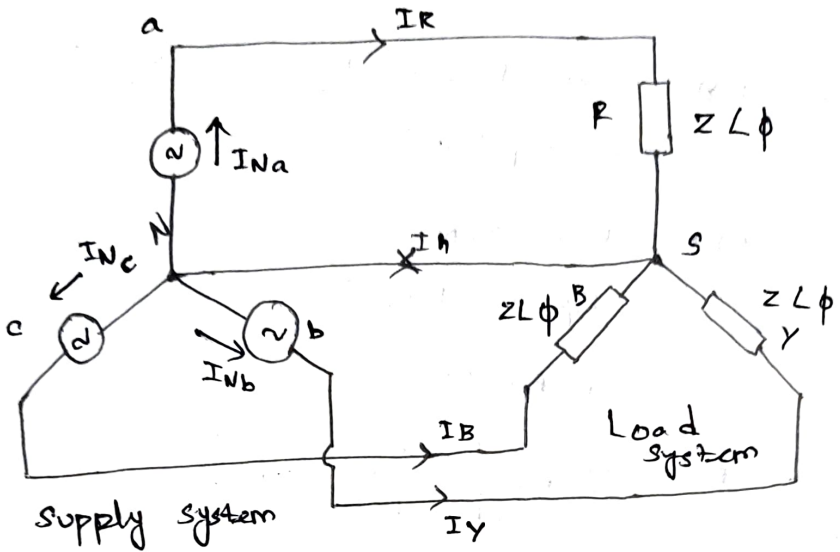 a
IR
R
Z∠ϕ
INa
N
In
S
INc
c
b
INb
Z∠ϕ
B
Z∠ϕ
Y
IB
Load
system
Supply system
IY